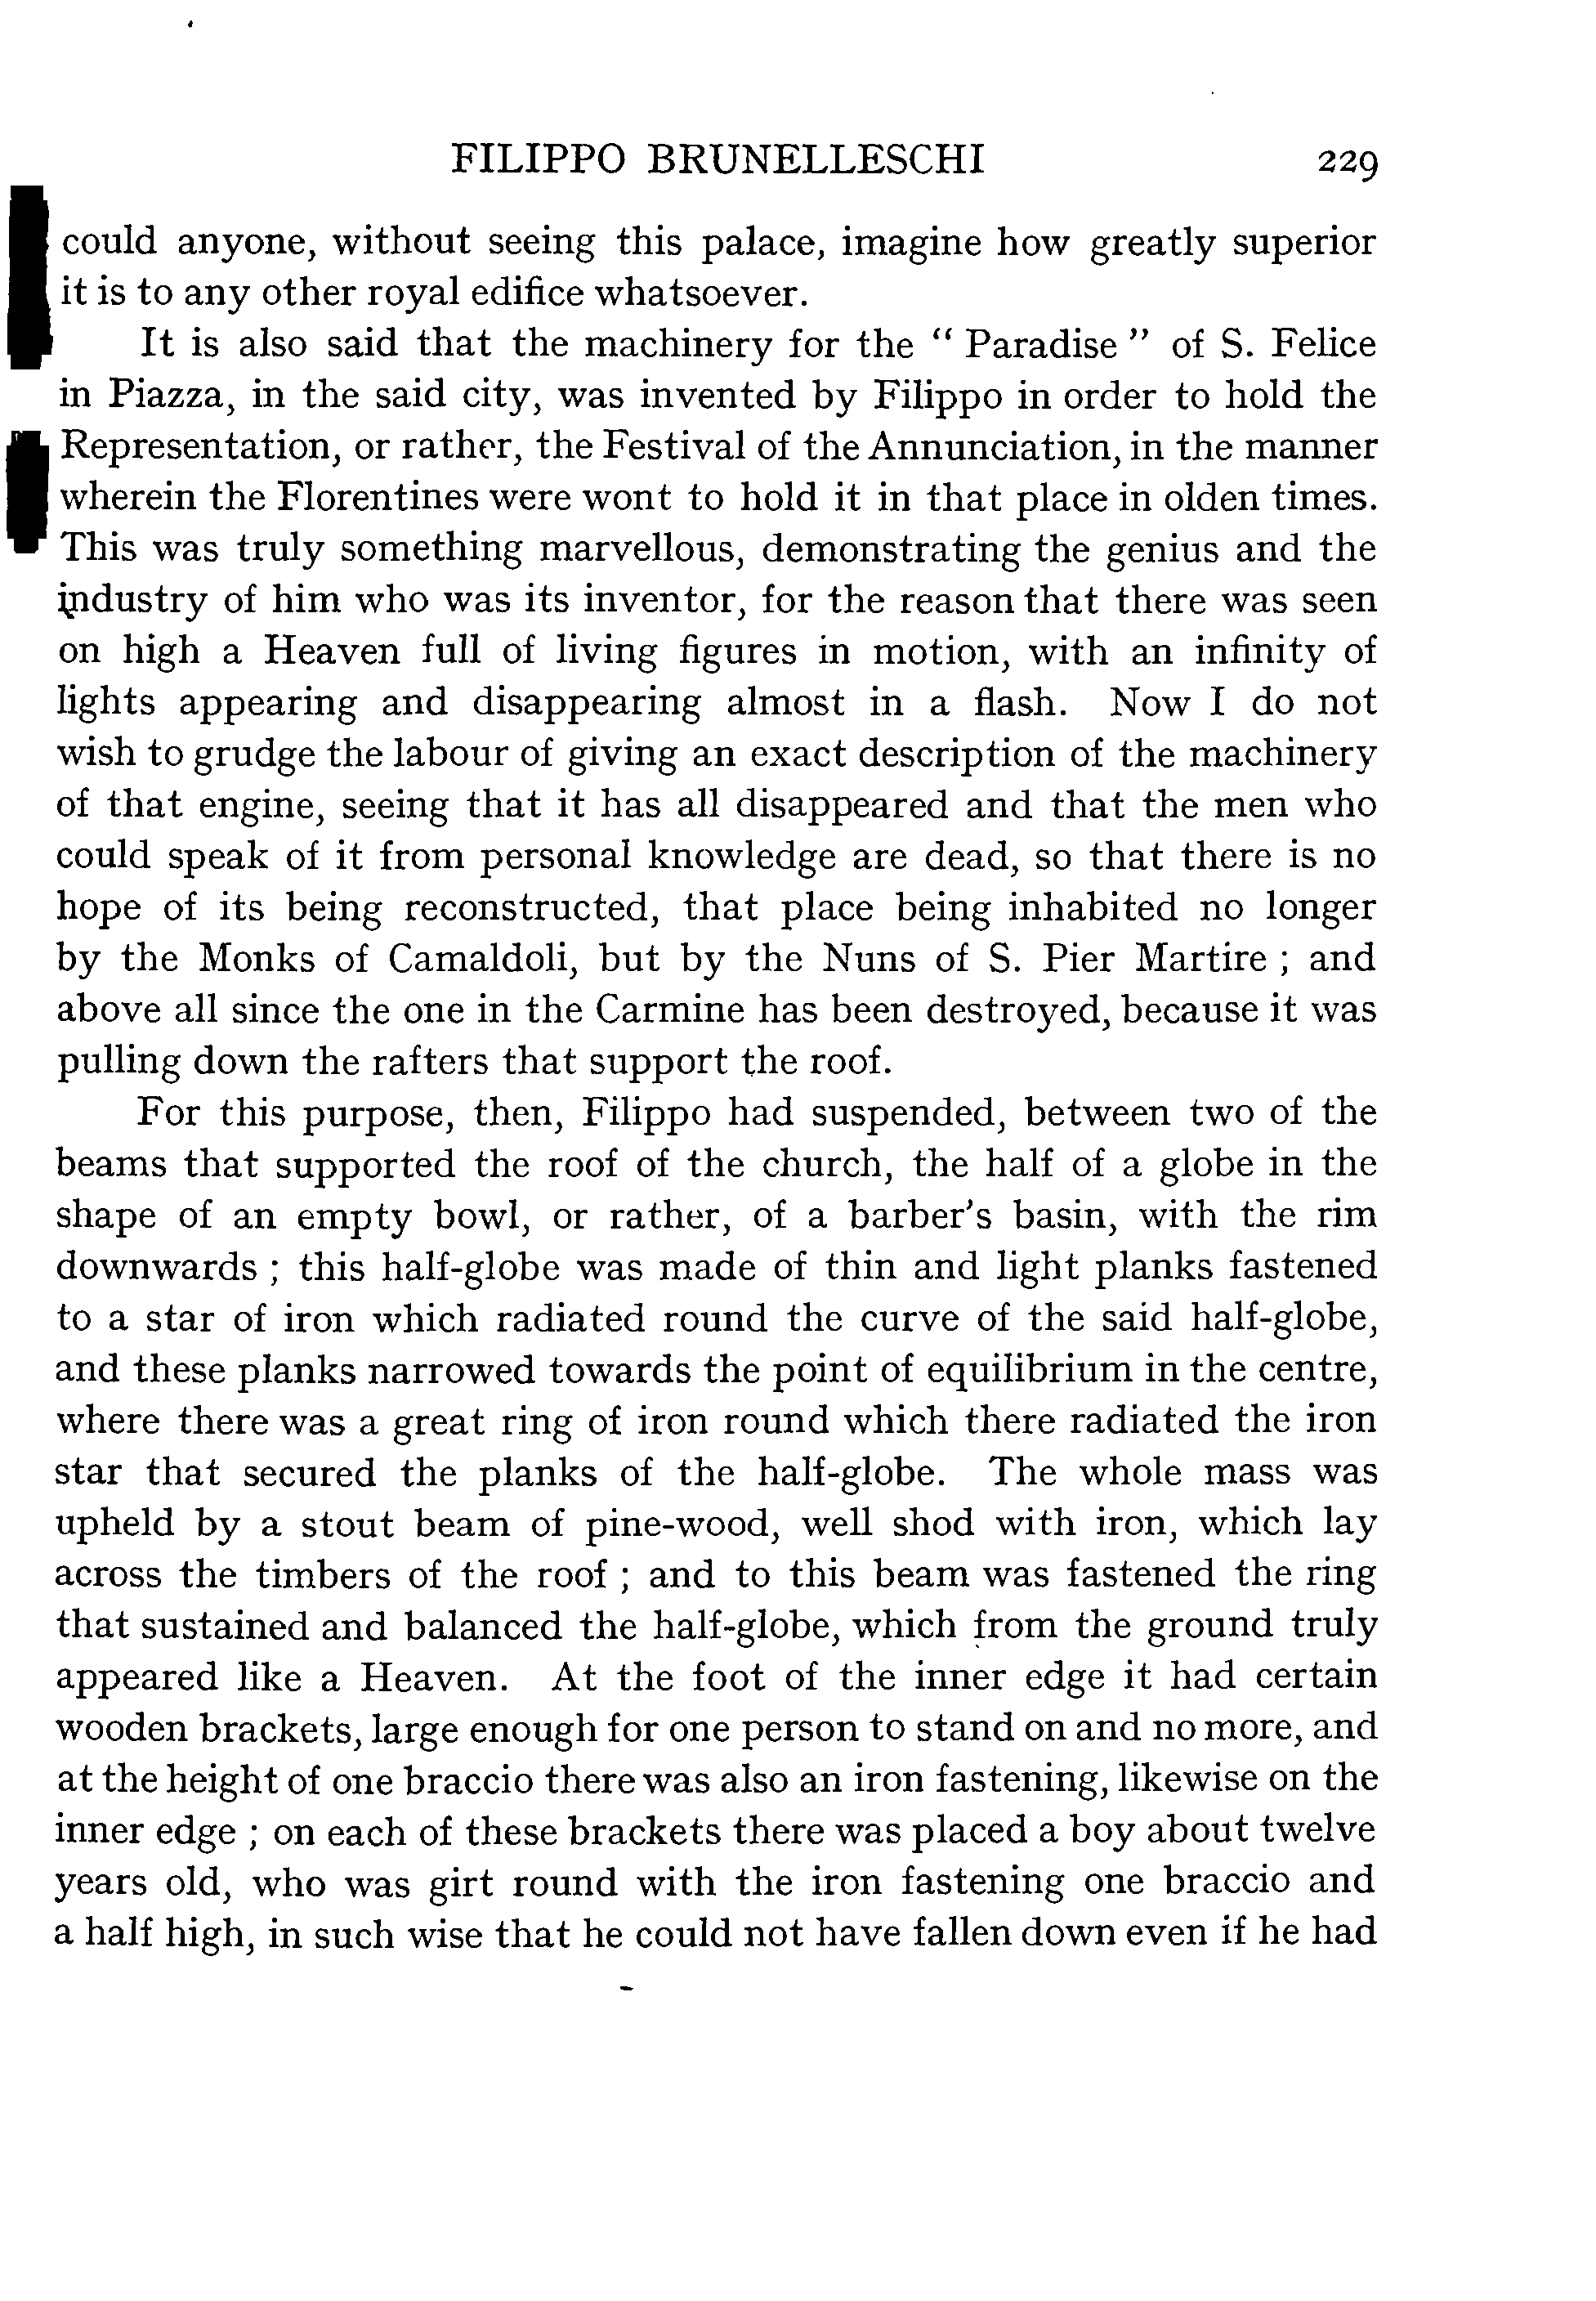 FILIPPO BRUNELLESCHI 229
could anyone, without seeing this palace, imagine how greatly superior
it is to any other royal edifice whatsoever.
It is also said that the machinery for the “ Paradise ” of S. Felice
in Piazza, in the said city, was invented by Filippo in order to hold the
Representation, or rather, the Festival of the Annunciation, in the manner
wherein the Florentines were wont to hold it in that place in olden times.
This was truly something marvellous, demonstrating the genius and the
industry of him who was its inventor, for the reason that there was seen
on high a Heaven full of living figures in motion, with an infinity of
lights appearing and disappearing almost in a flash. Now I do not
wish to grudge the labour of giving an exact description of the machinery
of that engine, seeing that it has all disappeared and that the men who
could speak of it from personal knowledge are dead, so that there is no
hope of its being reconstructed, that place being inhabited no longer
by the Monks of Camaldoli, but by the Nuns of S. Pier Martire ; and
above all since the one in the Carmine has been destroyed, because it was
pulling down the rafters that support the roof.
For this purpose, then, Filippo had suspended, between two of the
beams that supported the roof of the church, the half of a globe in the
shape of an empty bowl, or rather, of a barber's basin, with the rim
downwards ; this half-globe was made of thin and light planks fastened
to a star of iron which radiated round the curve of the said half-globe,
and these planks narrowed towards the point of equilibrium in the centre,
where there was a great ring of iron round which there radiated the iron
star that secured the planks of the half-globe. The whole mass was
upheld by a stout beam of pine-wood, well shod with iron, which lay
across the timbers of the roof ; and to this beam was fastened the ring
that sustained and balanced the half-globe, which from the ground truly
appeared like a Heaven. At the foot of the inner edge it had certain
wooden brackets, large enough for one person to stand on and no more, and
at the height of one braccio there was also an iron fastening, likewise on the
inner edge ; on each of these brackets there was placed a boy about twelve
years old, who was girt round with the iron fastening one braccio and
a half high, in such wise that he could not have fallen down even if he had